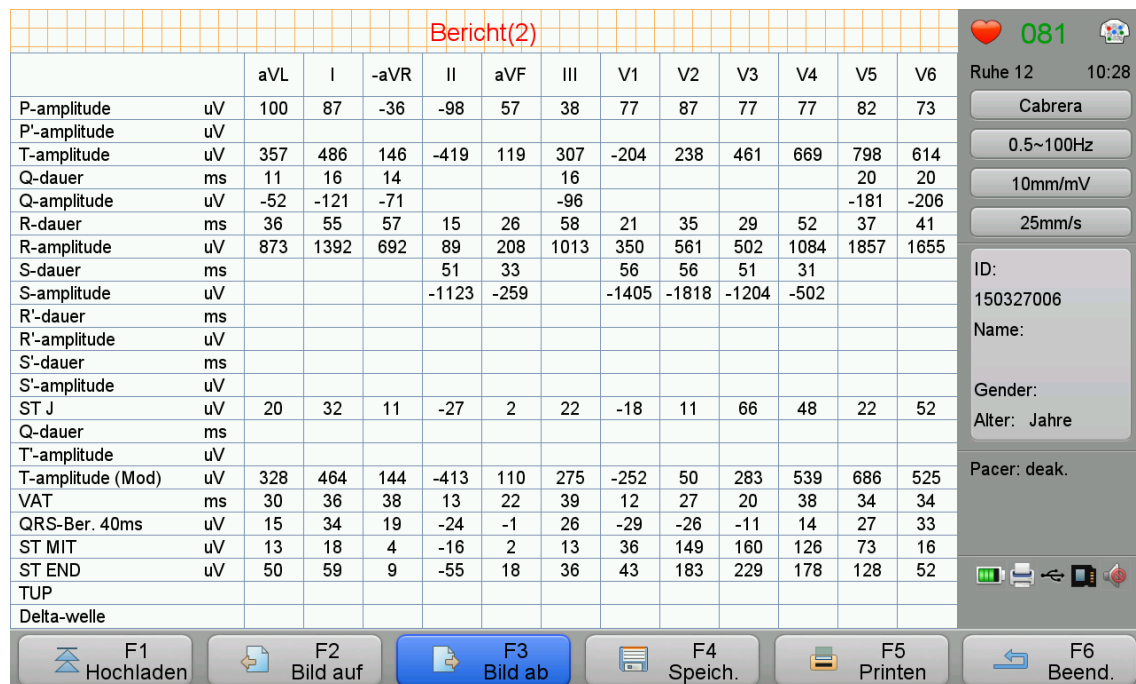 Bericht(2)
aVL I -aVR II aVF III V1 V2 V3 V4 V5 V6
P-amplitude uV 100 87 -36 -98 57 38 77 87 77 77 82 73
P'-amplitude uV
T-amplitude uV 357 486 146 -419 119 307 -204 238 461 669 798 614
Q-dauer ms 11 16 14 16 20 20
Q-amplitude uV -52 -121 -71 -96 -181 -206
R-dauer ms 36 55 57 15 26 58 21 35 29 52 37 41
R-amplitude uV 873 1392 692 89 208 1013 350 561 502 1084 1857 1655
S-dauer ms 51 33 56 56 51 31
S-amplitude uV -1123 -259 -1405 -1818 -1204 -502
R'-dauer ms
R'-amplitude uV
S'-dauer ms
S'-amplitude uV
ST J uV 20 32 11 -27 2 22 -18 11 66 48 22 52
Q-dauer ms
T'-amplitude uV
T-amplitude (Mod) uV 328 464 144 -413 110 275 -252 50 283 539 686 525
VAT ms 30 36 38 13 22 39 12 27 20 38 34 34
QRS-Ber. 40ms uV 15 34 19 -24 -1 26 -29 -26 -11 14 27 33
ST MIT uV 13 18 4 -16 2 13 36 149 160 126 73 16
ST END uV 50 59 9 -55 18 36 43 183 229 178 128 52
TUP
Delta-welle
081
Ruhe 12 10:28
Cabrera
0.5~100Hz
10mm/mV
25mm/s
ID:
150327006
Name:
Gender:
Alter: Jahre
Pacer: deak.
F1 Hochladen
F2 Bild auf
F3 Bild ab
F4 Speich.
F5 Printen
F6 Beend.